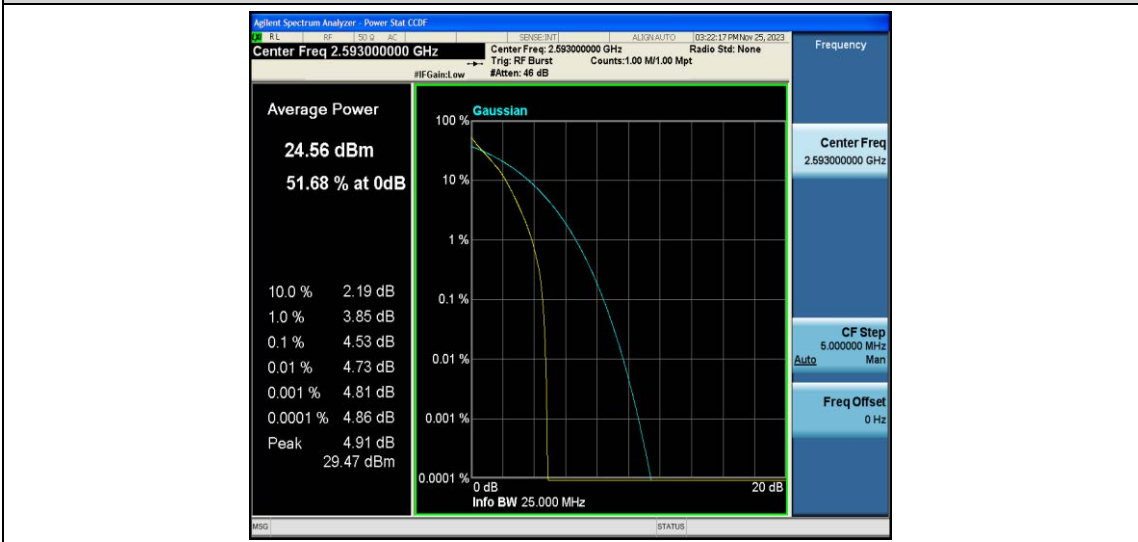 Agilent Spectrum Analyzer - Power Stat CCDF
LXI RL RF 50 Ω AC SENSE:INT ALIGN AUTO 03:22:17 PM Nov 25, 2023
Center Freq 2.593000000 GHz
Center Freq: 2.593000000 GHz Radio Std: None
Trig: RF Burst Counts:1.00 M/1.00 Mpt
#IFGain:Low #Atten: 46 dB
Average Power
24.56 dBm
51.68 % at 0dB
10.0 % 2.19 dB
1.0 % 3.85 dB
0.1 % 4.53 dB
0.01 % 4.73 dB
0.001 % 4.81 dB
0.0001 % 4.86 dB
Peak 4.91 dB
29.47 dBm
Gaussian
100 %
10 %
1 %
0.1 %
0.01 %
0.001 %
0.0001 %
0 dB 20 dB
Info BW 25.000 MHz
Frequency
Center Freq
2.593000000 GHz
CF Step
5.000000 MHz
Auto Man
Freq Offset
0 Hz
MSG STATUS